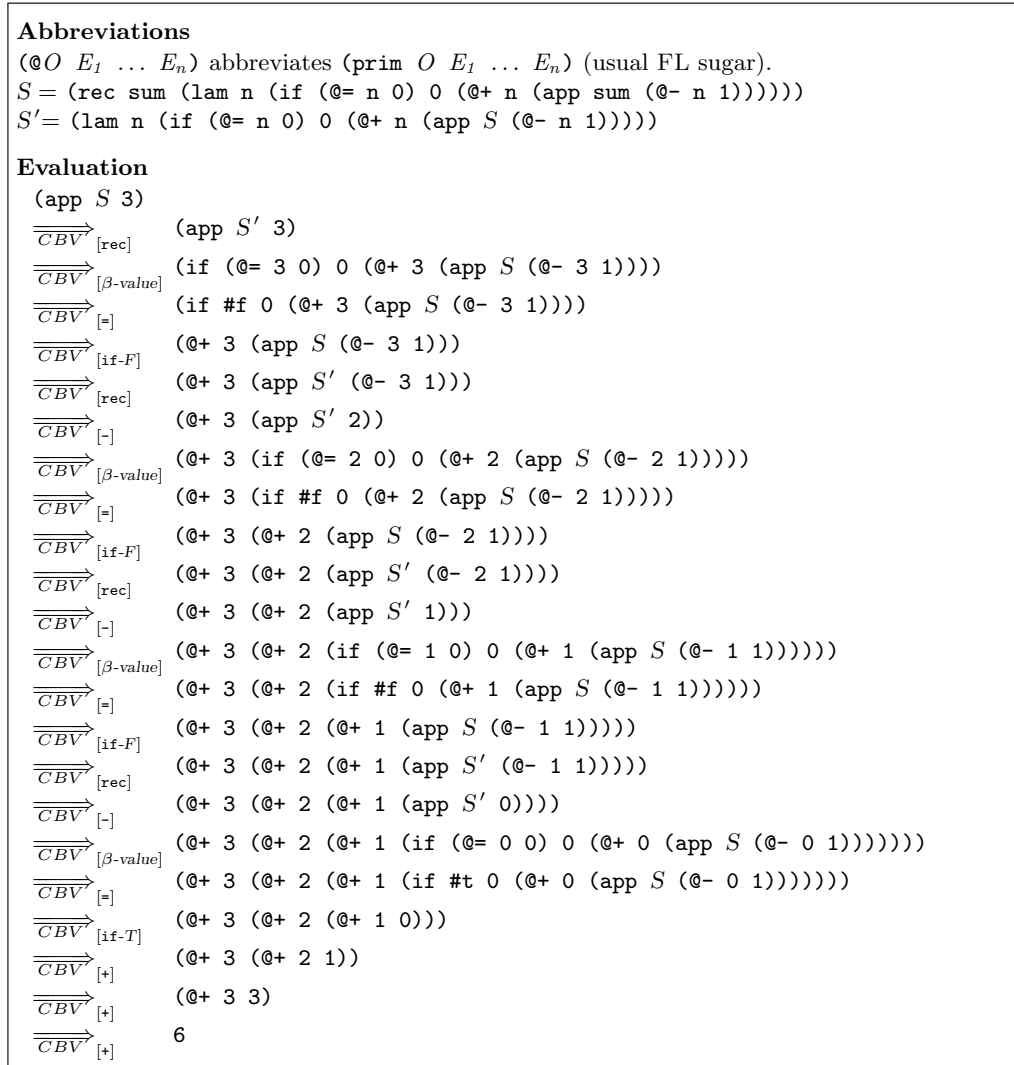 Abbreviations
(@O E1 ... En) abbreviates (prim O E1 ... En) (usual FL sugar).
S = (rec sum (lam n (if (@= n 0) 0 (@+ n (app sum (@- n 1))))))
S′= (lam n (if (@= n 0) 0 (@+ n (app S (@- n 1)))))
Evaluation
(app S 3)
==CBV=>[rec] (app S′ 3)
==CBV=>[β-value] (if (@= 3 0) 0 (@+ 3 (app S (@- 3 1))))
==CBV=>[=] (if #f 0 (@+ 3 (app S (@- 3 1))))
==CBV=>[if-F] (@+ 3 (app S (@- 3 1)))
==CBV=>[rec] (@+ 3 (app S′ (@- 3 1)))
==CBV=>[-] (@+ 3 (app S′ 2))
==CBV=>[β-value] (@+ 3 (if (@= 2 0) 0 (@+ 2 (app S (@- 2 1)))))
==CBV=>[=] (@+ 3 (if #f 0 (@+ 2 (app S (@- 2 1)))))
==CBV=>[if-F] (@+ 3 (@+ 2 (app S (@- 2 1))))
==CBV=>[rec] (@+ 3 (@+ 2 (app S′ (@- 2 1))))
==CBV=>[-] (@+ 3 (@+ 2 (app S′ 1)))
==CBV=>[β-value] (@+ 3 (@+ 2 (if (@= 1 0) 0 (@+ 1 (app S (@- 1 1))))))
==CBV=>[=] (@+ 3 (@+ 2 (if #f 0 (@+ 1 (app S (@- 1 1))))))
==CBV=>[if-F] (@+ 3 (@+ 2 (@+ 1 (app S (@- 1 1)))))
==CBV=>[rec] (@+ 3 (@+ 2 (@+ 1 (app S′ (@- 1 1)))))
==CBV=>[-] (@+ 3 (@+ 2 (@+ 1 (app S′ 0))))
==CBV=>[β-value] (@+ 3 (@+ 2 (@+ 1 (if (@= 0 0) 0 (@+ 0 (app S (@- 0 1)))))))
==CBV=>[=] (@+ 3 (@+ 2 (@+ 1 (if #t 0 (@+ 0 (app S (@- 0 1)))))))
==CBV=>[if-T] (@+ 3 (@+ 2 (@+ 1 0)))
==CBV=>[+] (@+ 3 (@+ 2 1))
==CBV=>[+] (@+ 3 3)
==CBV=>[+] 6